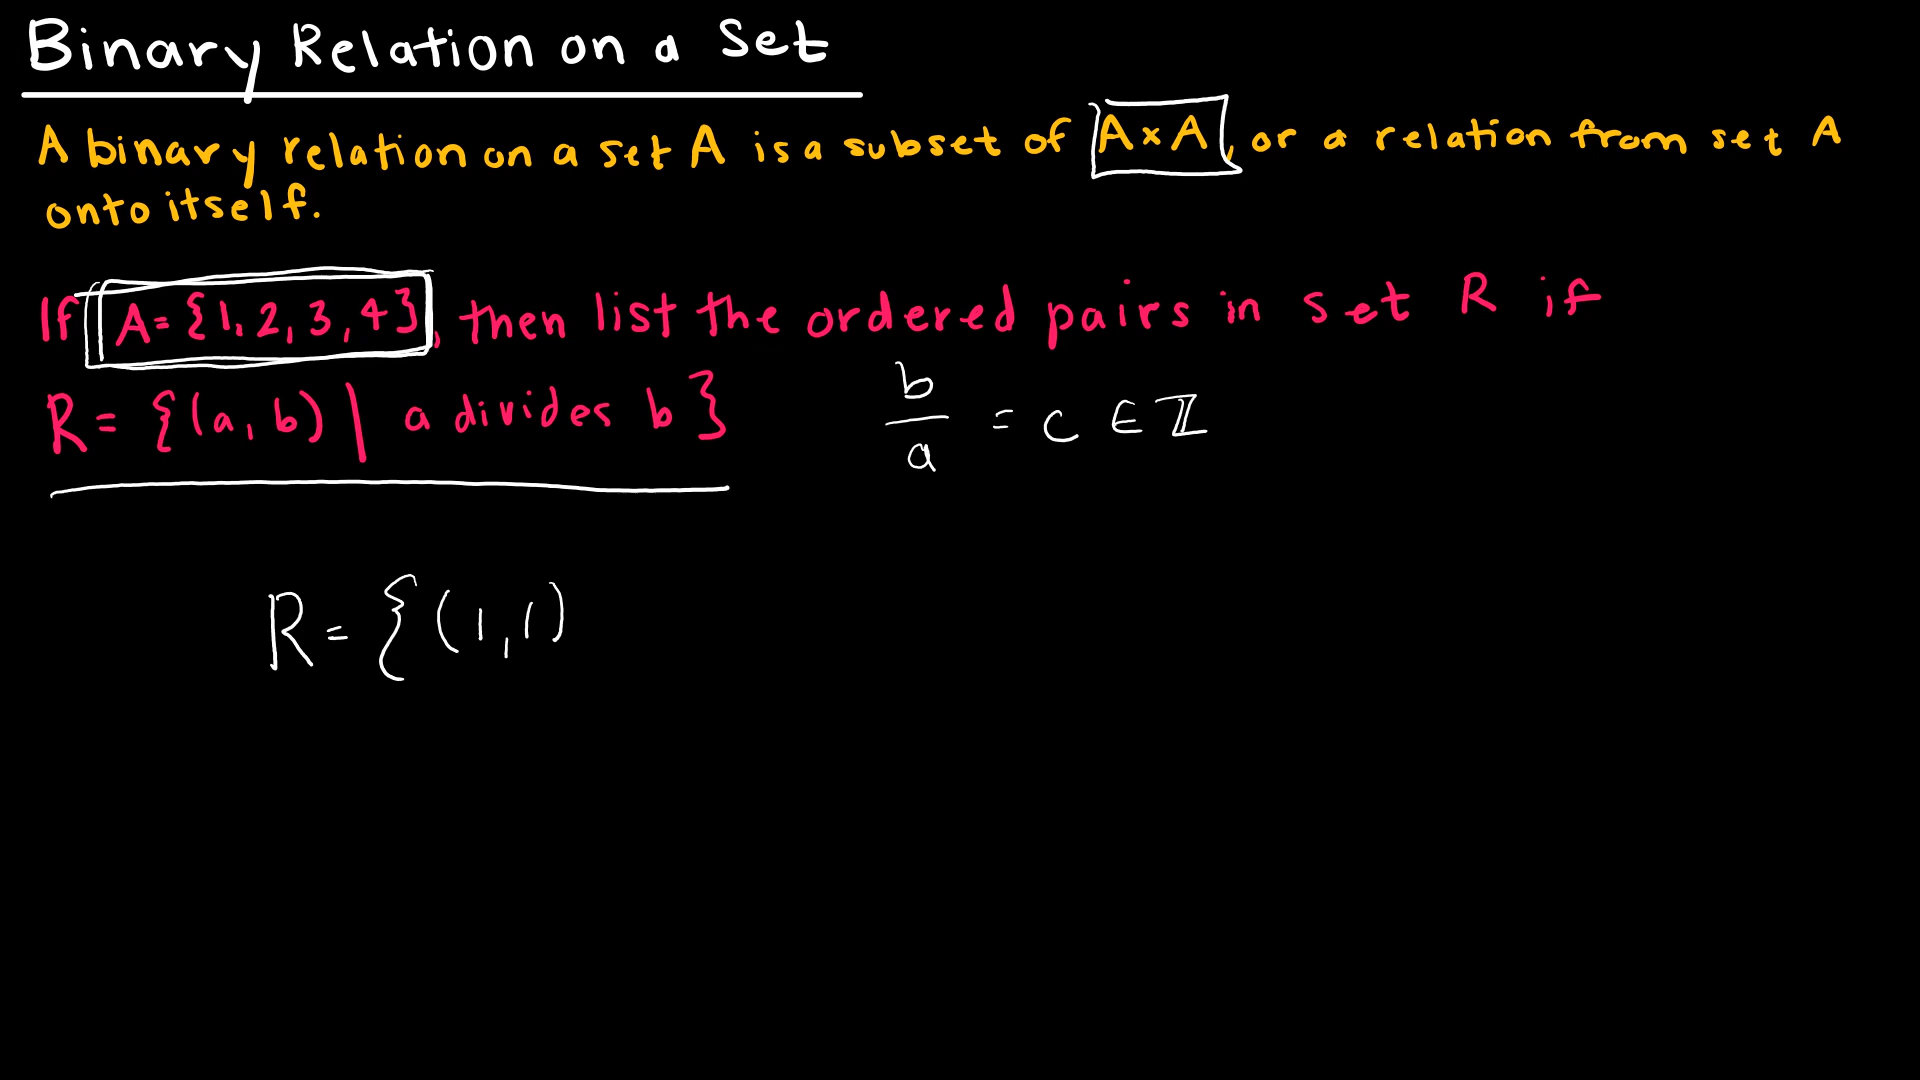 Binary Relation on a Set
A binary relation on a set A is a subset of A×A, or a relation from set A
onto itself.
If A={1,2,3,4}, then list the ordered pairs in set R if
R={(a,b)| a divides b}
b/a = c ∈ ℤ
R={(1,1)